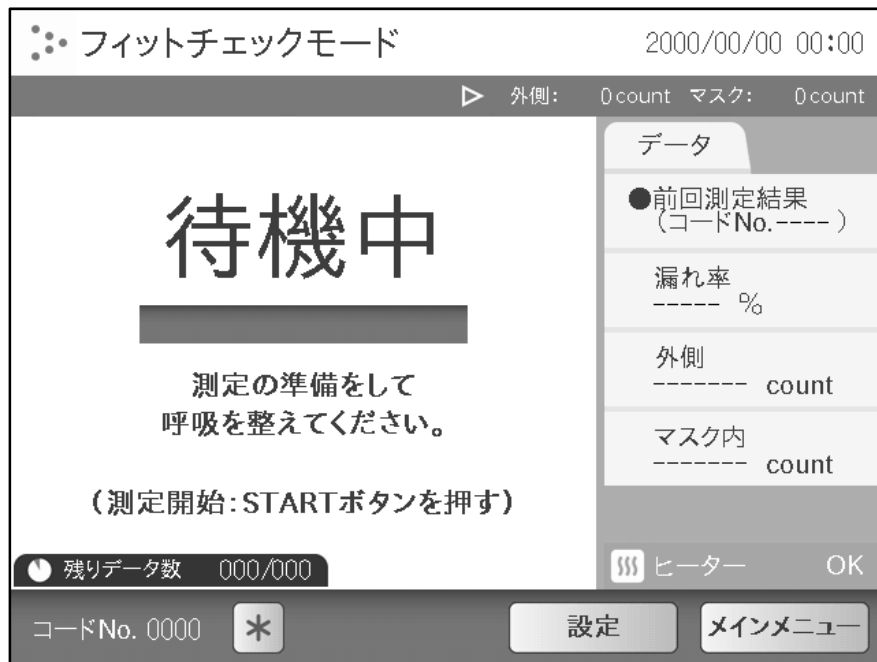 フィットチェックモード 2000/00/00 00:00
▷ 外側: 0count マスク: 0count
待機中
測定の準備をして
呼吸を整えてください。
(測定開始:STARTボタンを押す)
残りデータ数 000/000
データ
●前回測定結果
(コードNo.----)
漏れ率
----- %
外側
------- count
マスク内
------- count
ヒーター OK
コードNo. 0000 * 設定 メインメニュー